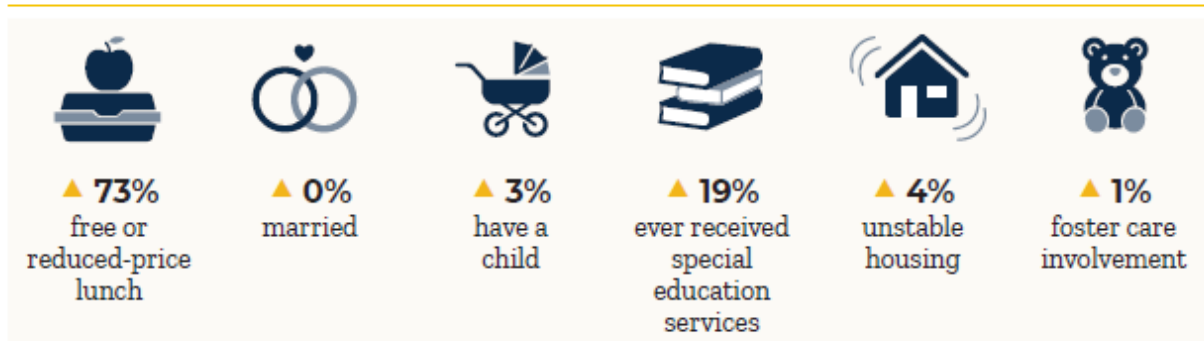 ▲ 73%
free or
reduced-price
lunch
▲ 0%
married
▲ 3%
have a
child
▲ 19%
ever received
special
education
services
▲ 4%
unstable
housing
▲ 1%
foster care
involvement